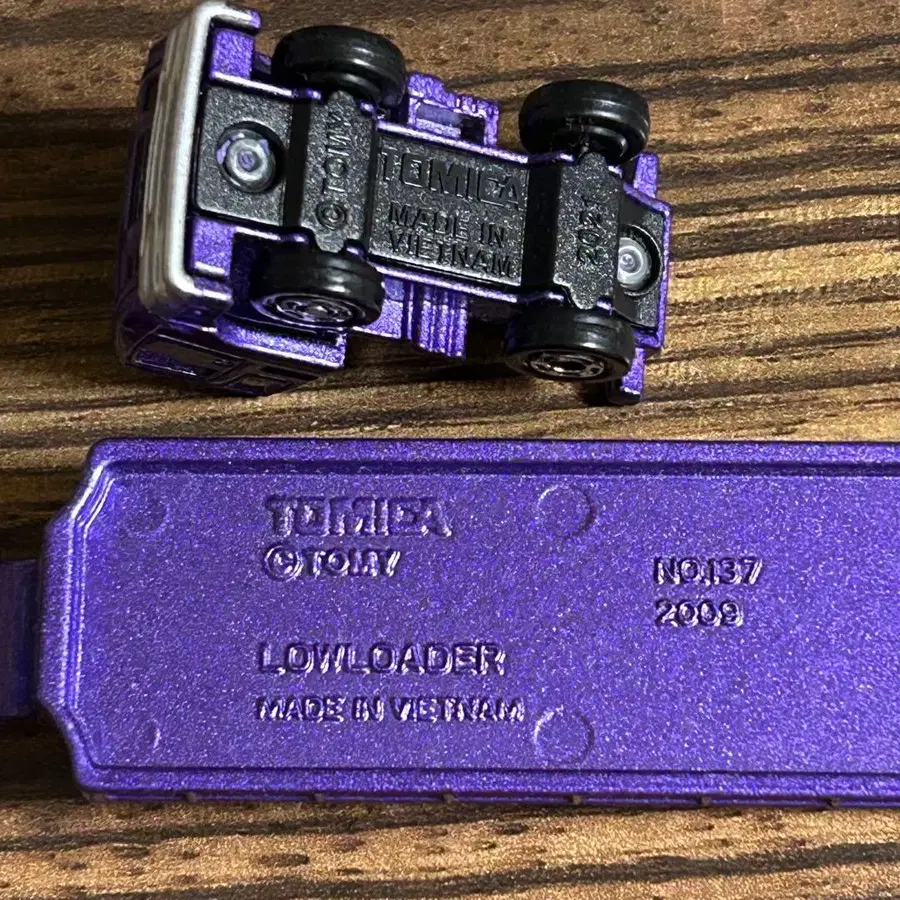 © TOMY
TOMICA
MADE IN
VIETNAM
TOMICA
© TOMY
NO.137
2009
LOWLOADER
MADE IN VIETNAM